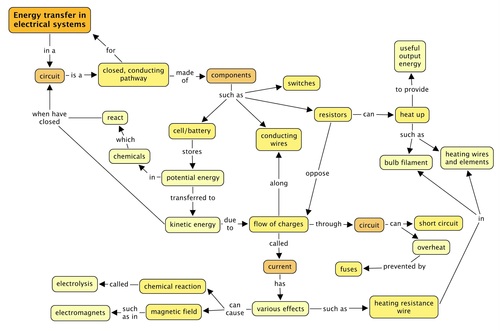 Energy transfer in
electrical systems
in a
for
circuit
is a
closed, conducting
pathway
made
of
components
such as
switches
useful
output
energy
to provide
resistors
can
heat up
when have
closed
react
which
chemicals
in
cell/battery
stores
potential energy
transferred to
conducting
wires
along
oppose
such as
bulb filament
heating wires
and elements
kinetic energy
due
to
flow of charges
through
circuit
can
short circuit
overheat
prevented by
fuses
in
called
current
has
various effects
such as
heating resistance
wire
can
cause
chemical reaction
called
electrolysis
magnetic field
such
as in
electromagnets